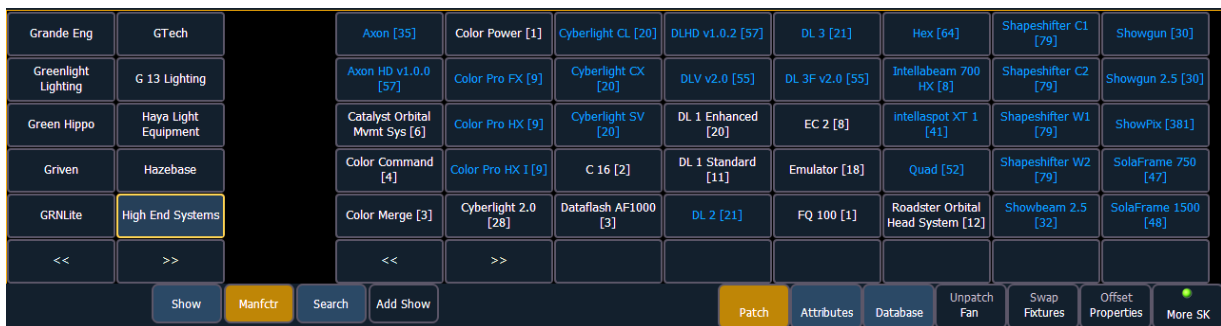 Grande Eng
GTech
Axon [35]
Color Power [1]
Cyberlight CL [20]
DLHD v1.0.2 [57]
DL 3 [21]
Hex [64]
Shapeshifter C1
[79]
Showgun [30]
Greenlight
Lighting
G 13 Lighting
Axon HD v1.0.0
[57]
Color Pro FX [9]
Cyberlight CX
[20]
DLV v2.0 [55]
DL 3F v2.0 [55]
Intellabeam 700
HX [8]
Shapeshifter C2
[79]
Showgun 2.5 [30]
Green Hippo
Haya Light
Equipment
Catalyst Orbital
Mvmt Sys [6]
Color Pro HX [9]
Cyberlight SV
[20]
DL 1 Enhanced
[20]
EC 2 [8]
intellaspot XT 1
[41]
Shapeshifter W1
[79]
ShowPix [381]
Griven
Hazebase
Color Command
[4]
Color Pro HX I [9]
C 16 [2]
DL 1 Standard
[11]
Emulator [18]
Quad [52]
Shapeshifter W2
[79]
SolaFrame 750
[47]
GRNLite
High End Systems
Color Merge [3]
Cyberlight 2.0
[28]
Dataflash AF1000
[3]
DL 2 [21]
FQ 100 [1]
Roadster Orbital
Head System [12]
Showbeam 2.5
[32]
SolaFrame 1500
[48]
<<
>>
<<
>>
Show
Manfctr
Search
Add Show
Patch
Attributes
Database
Unpatch
Fan
Swap
Fixtures
Offset
Properties
More SK